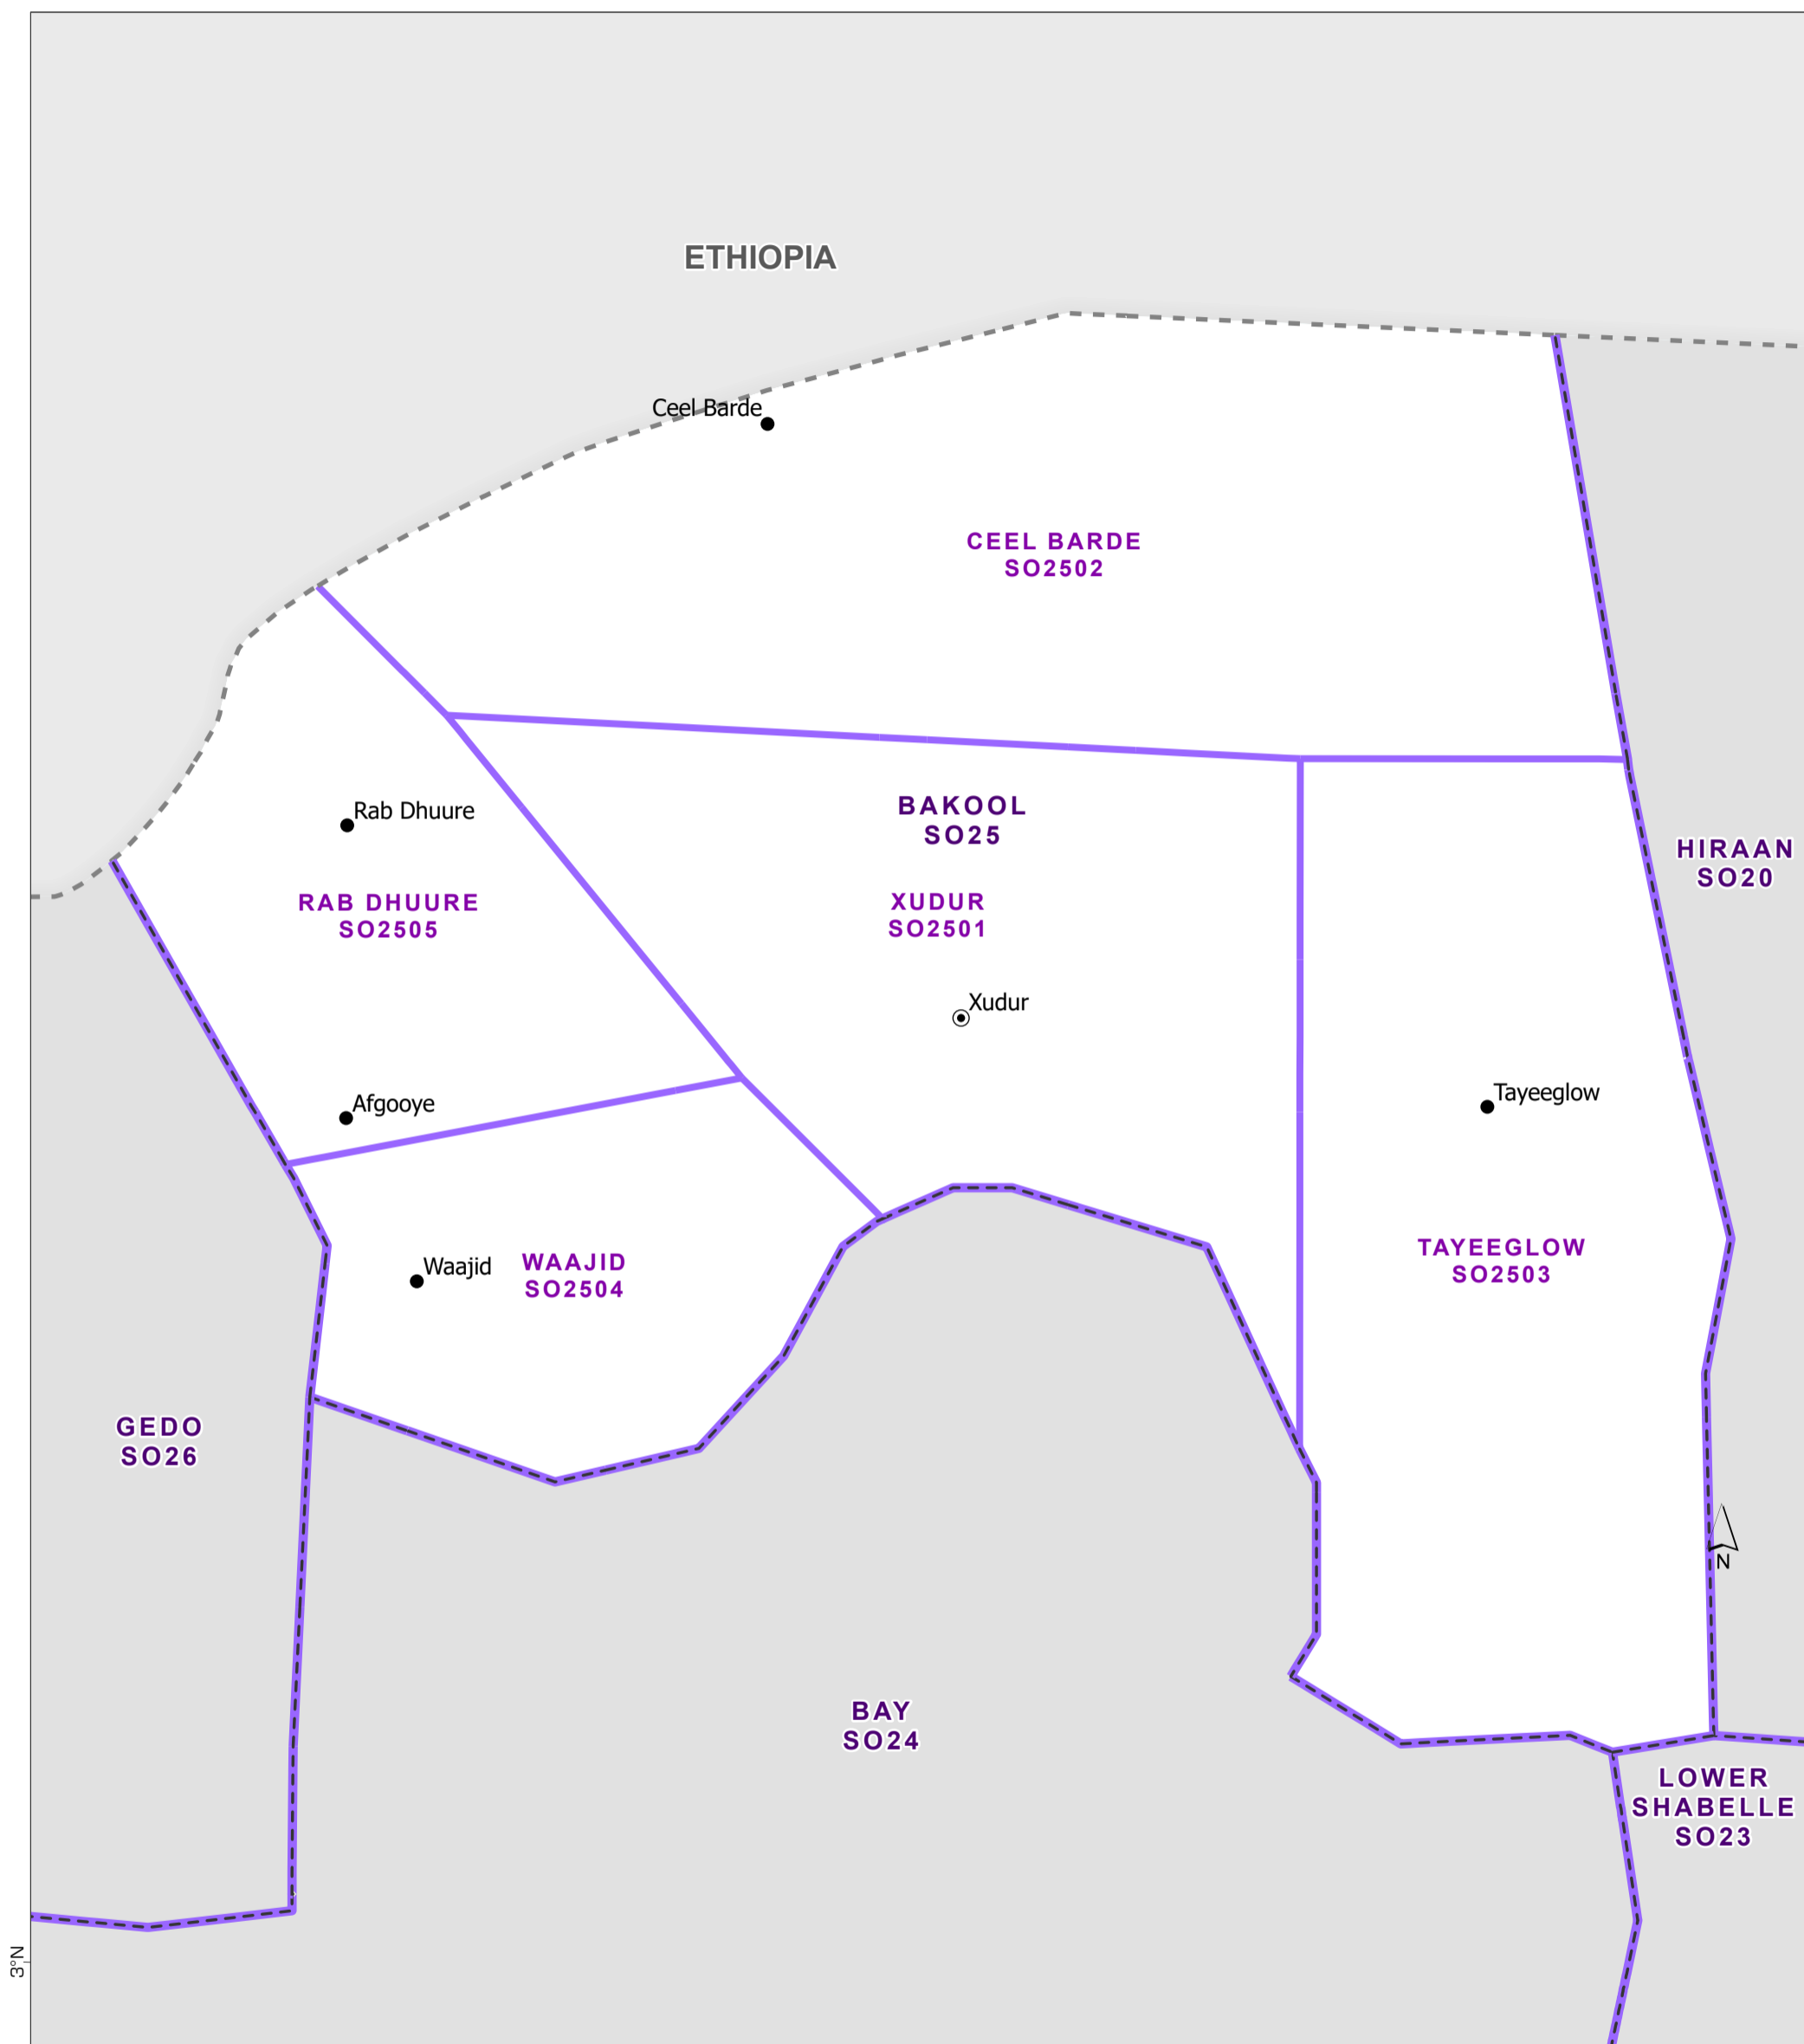 ETHIOPIA
Ceel Barde
CEEL BARDE
SO2502
Rab Dhuure
BAKOOL
SO25
HIRAAN
SO20
RAB DHUURE
SO2505
XUDUR
SO2501
Xudur
Afgooye
Tayeeglow
Waajid
WAAJID
SO2504
TAYEEGLOW
SO2503
GEDO
SO26
N
BAY
SO24
LOWER
SHABELLE
SO23
3°N